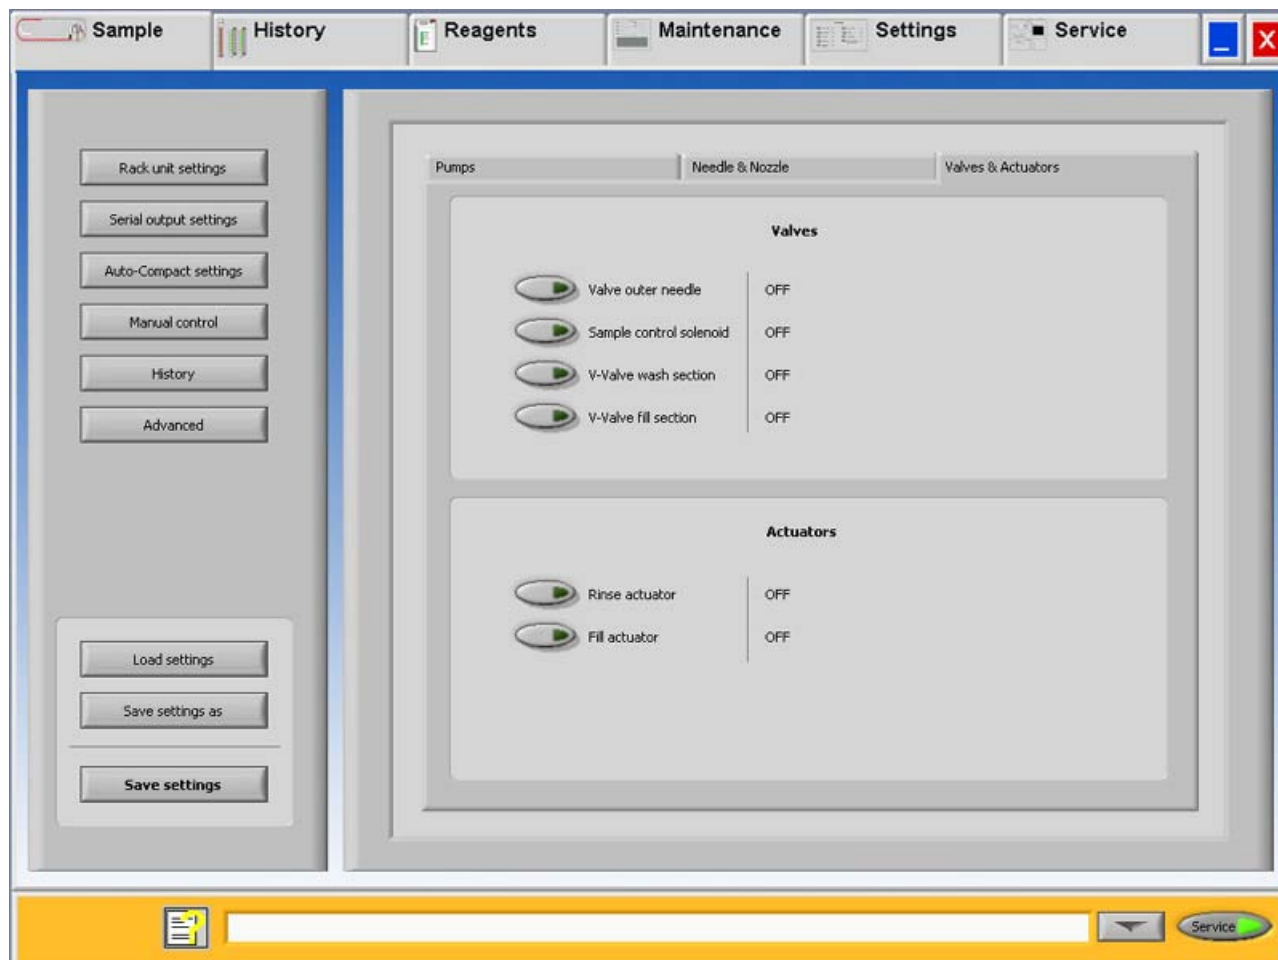 Sample History Reagents Maintenance Settings Service
Rack unit settings
Serial output settings
Auto-Compact settings
Manual control
History
Advanced
Load settings
Save settings as
Save settings
Pumps Needle & Nozzle Valves & Actuators
Valves
Valve outer needle OFF
Sample control solenoid OFF
V-Valve wash section OFF
V-Valve fill section OFF
Actuators
Rinse actuator OFF
Fill actuator OFF
Service